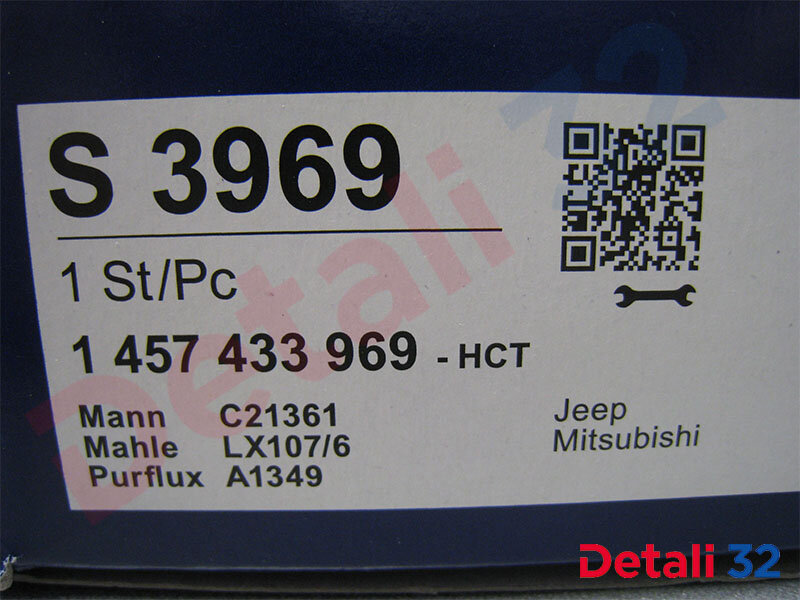 S 3969
1 St/Pc
1 457 433 969 - HCT
Mann C21361
Mahle LX107/6
Purflux A1349
Jeep
Mitsubishi
Detali 32
Detali 32